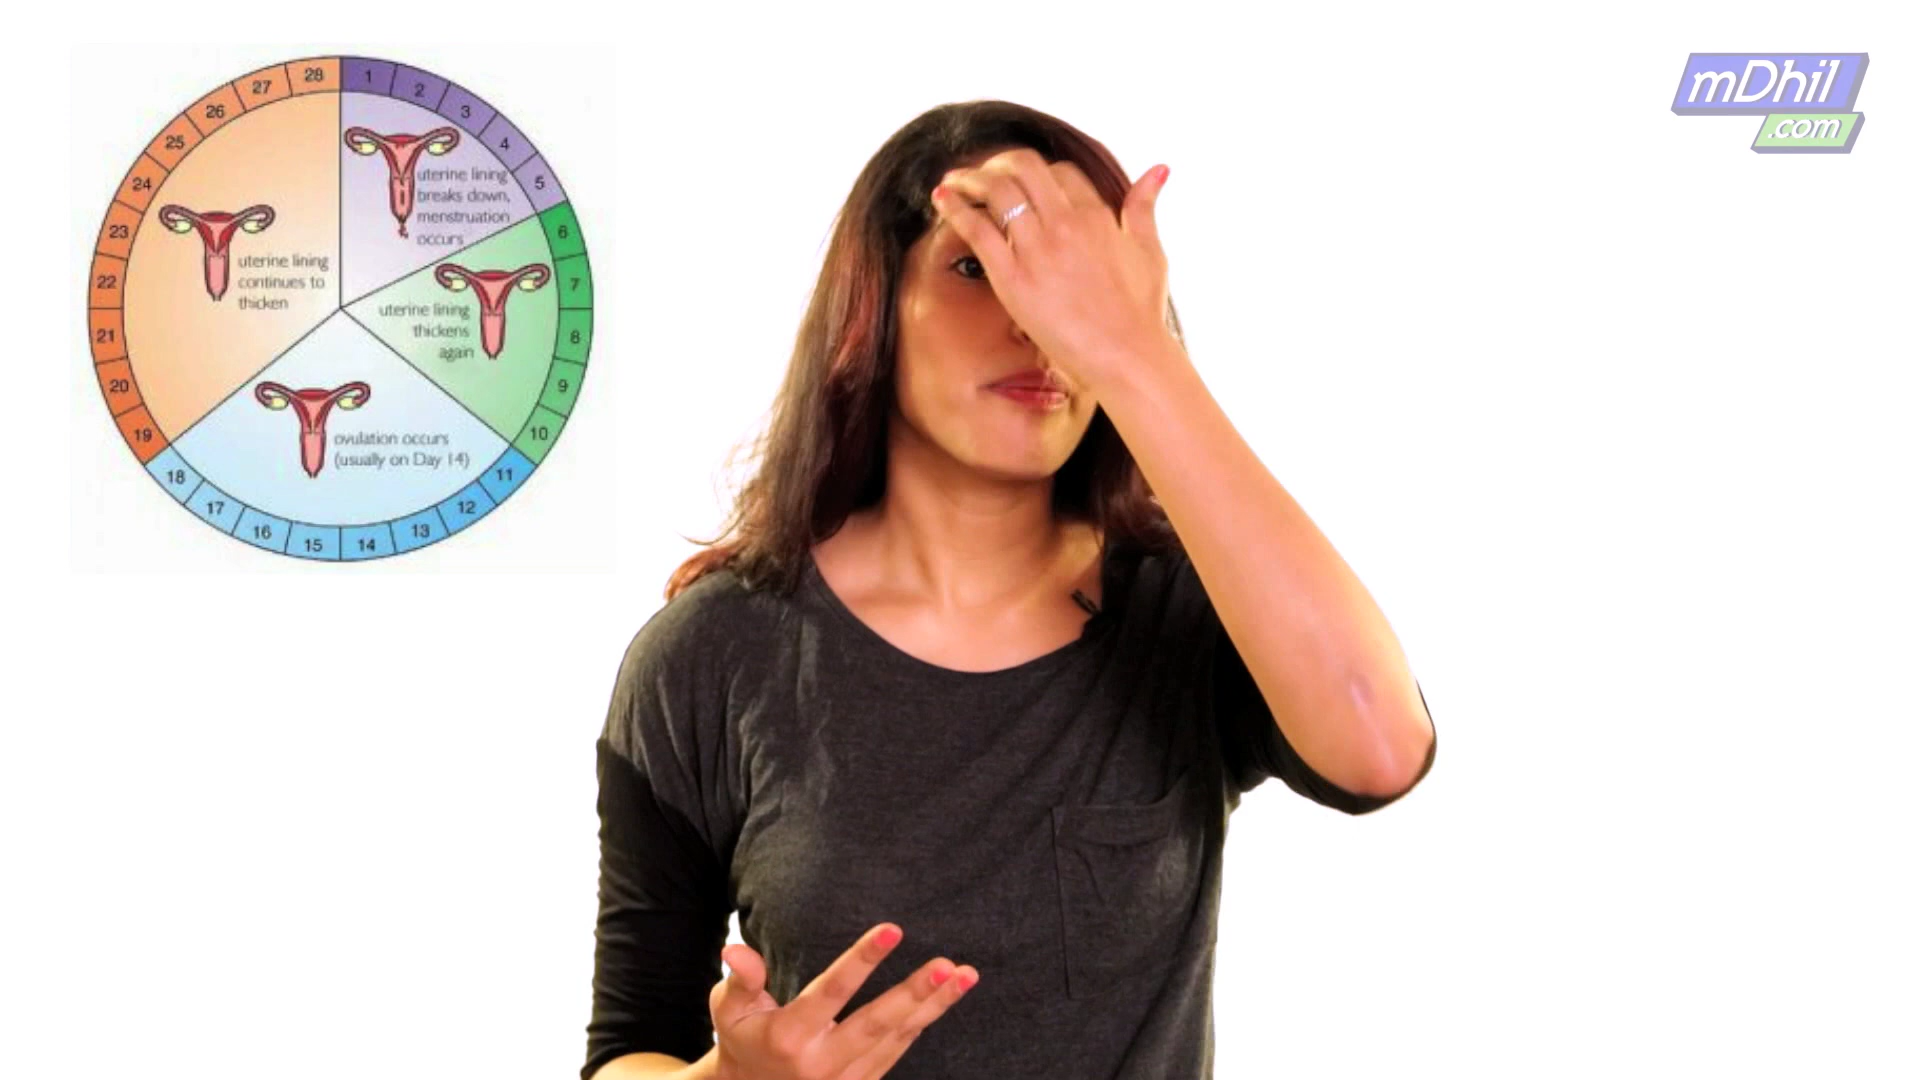 mDhil
.com
28
1
2
3
4
5
6
7
8
9
10
11
12
13
14
15
16
17
18
19
20
21
22
23
24
25
26
27
uterine lining
breaks down,
menstruation
occurs
uterine lining
thickens
again
ovulation occurs
(usually on Day 14)
uterine lining
continues to
thicken